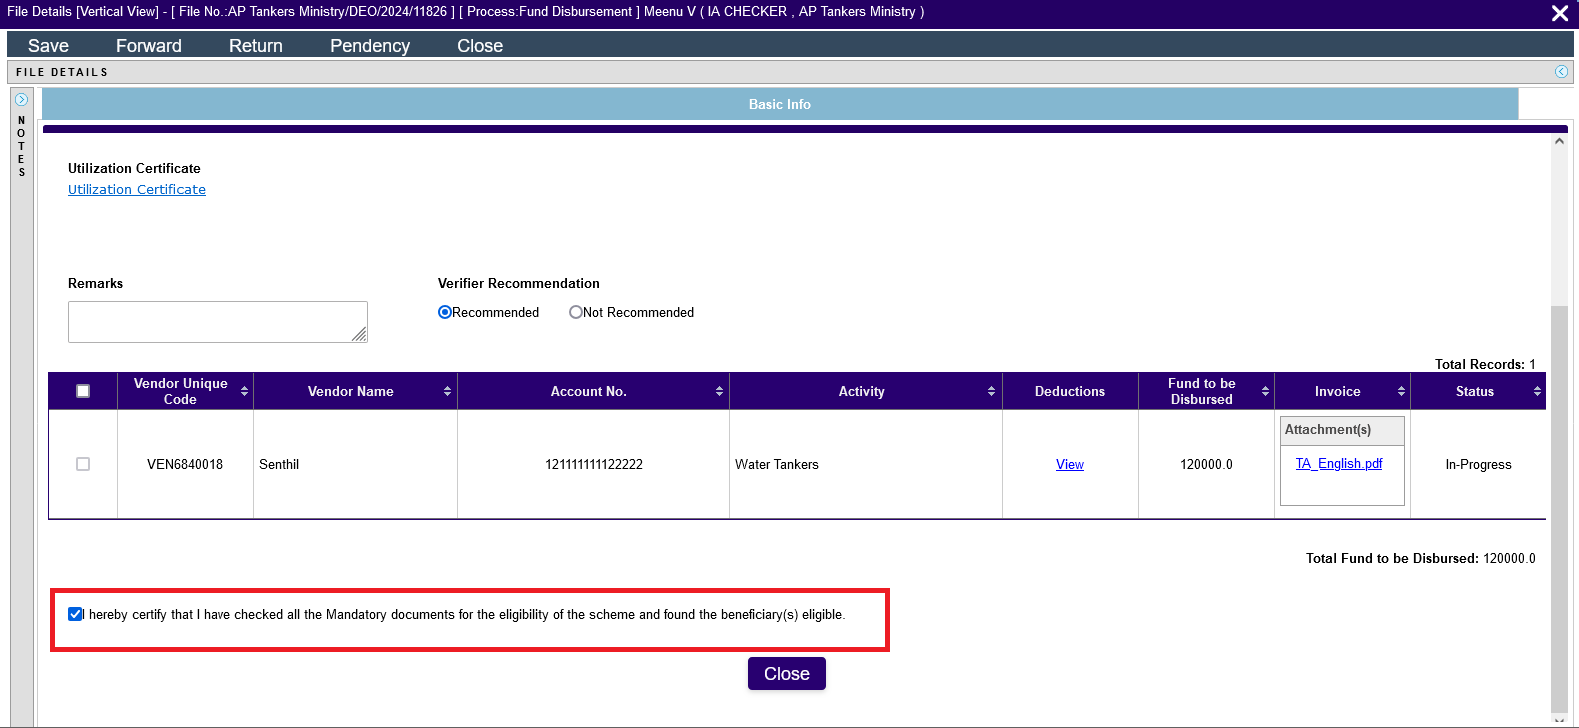 File Details [Vertical View] - [ File No.:AP Tankers Ministry/DEO/2024/11826 ] [ Process:Fund Disbursement ] Meenu V ( IA CHECKER , AP Tankers Ministry )
Save Forward Return Pendency Close
FILE DETAILS
NOTES
Basic Info
Utilization Certificate
Utilization Certificate
Remarks
Verifier Recommendation
Recommended
Not Recommended
Total Records: 1
Vendor Unique Code
Vendor Name
Account No.
Activity
Deductions
Fund to be Disbursed
Invoice
Status
VEN6840018
Senthil
121111111122222
Water Tankers
View
120000.0
Attachment(s)
TA_English.pdf
In-Progress
Total Fund to be Disbursed: 120000.0
I hereby certify that I have checked all the Mandatory documents for the eligibility of the scheme and found the beneficiary(s) eligible.
Close